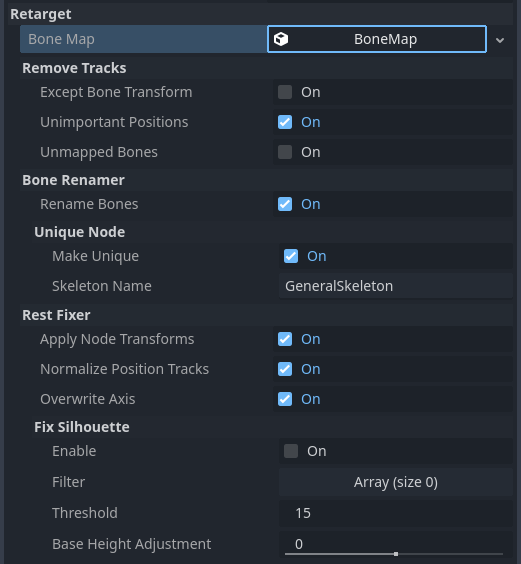 Retarget
Bone Map BoneMap
Remove Tracks
Except Bone Transform On
Unimportant Positions On
Unmapped Bones On
Bone Renamer
Rename Bones On
Unique Node
Make Unique On
Skeleton Name GeneralSkeleton
Rest Fixer
Apply Node Transforms On
Normalize Position Tracks On
Overwrite Axis On
Fix Silhouette
Enable On
Filter Array (size 0)
Threshold 15
Base Height Adjustment 0